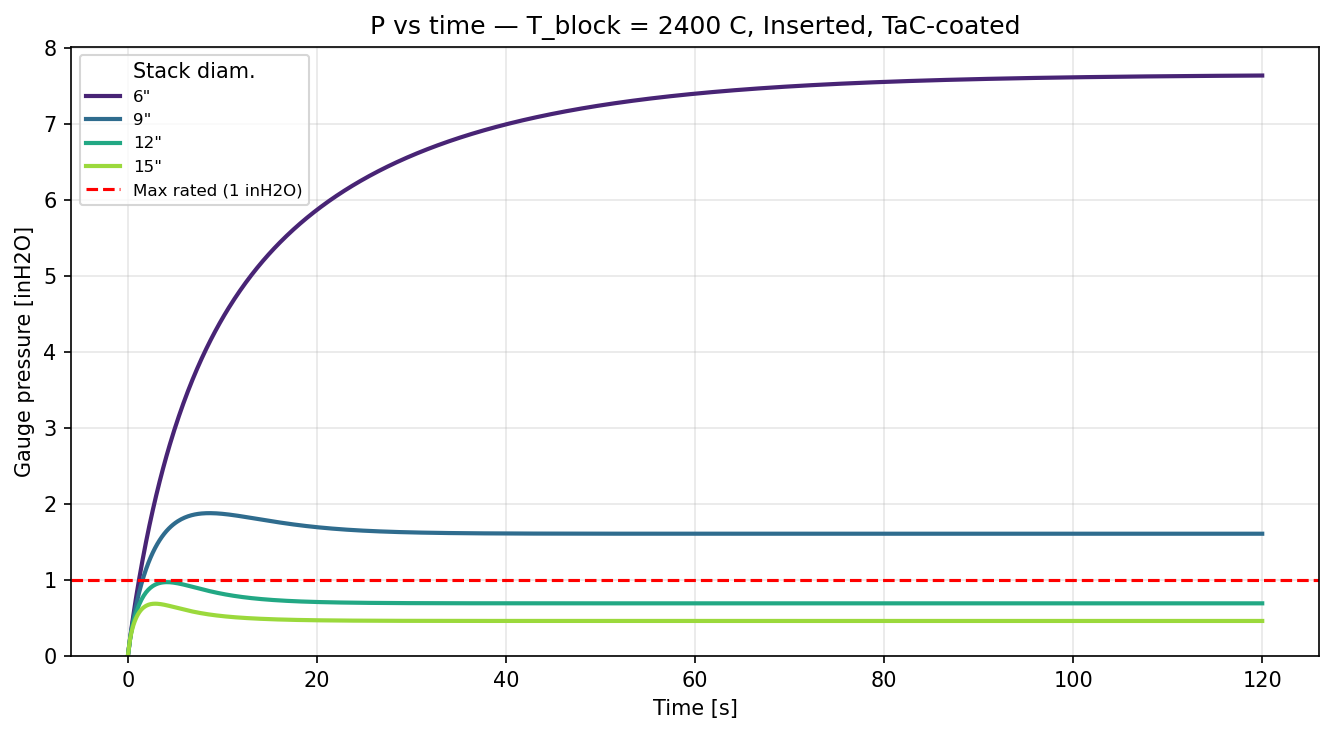 P vs time — T_block = 2400 C, Inserted, TaC-coated
Gauge pressure [inH2O]
8
7
6
5
4
3
2
1
0
Stack diam.
6"
9"
12"
15"
Max rated (1 inH2O)
0 20 40 60 80 100 120
Time [s]